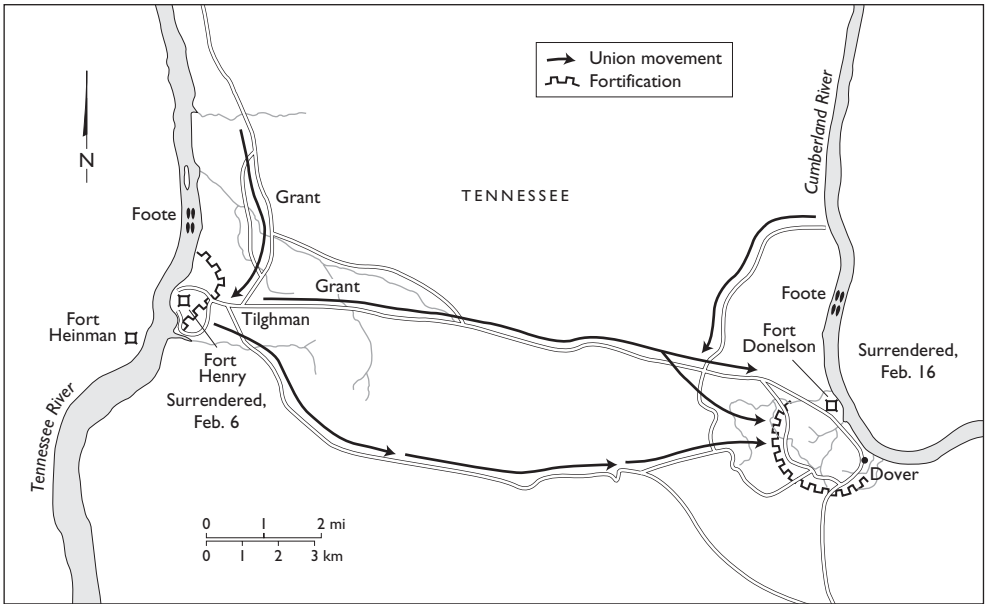 Union movement
Fortification
N
TENNESSEE
Cumberland River
Grant
Foote
Grant
Foote
Tilghman
Fort
Heinman
Fort
Donelson
Fort
Henry
Surrendered,
Feb. 6
Surrendered,
Feb. 16
Tennessee River
Dover
0 1 2 mi
0 1 2 3 km